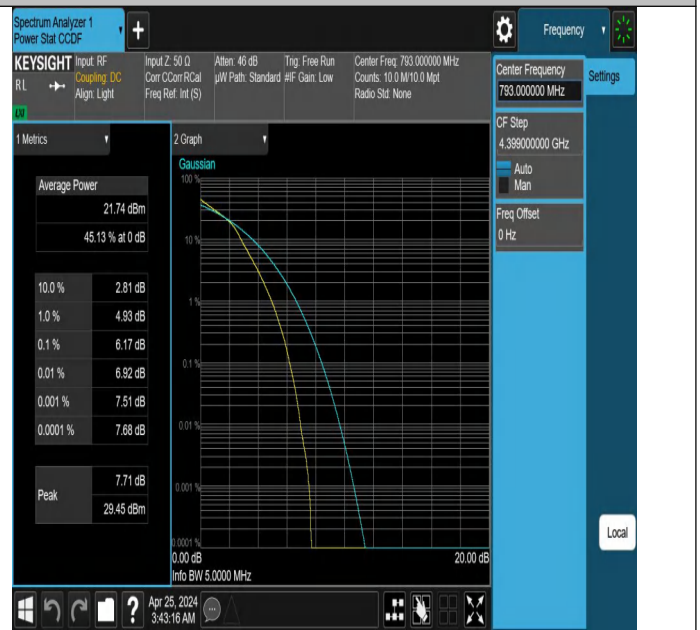 Spectrum Analyzer 1
Power Stat CCDF
+
Frequency
KEYSIGHT
RL
LXI
Input: RF
Coupling: DC
Align: Light
Input Z: 50 Ω
Corr CCorr RCal
Freq Ref: Int (S)
Atten: 46 dB
µW Path: Standard
Trig: Free Run
#IF Gain: Low
Center Freq: 793.000000 MHz
Counts: 10.0 M/10.0 Mpt
Radio Std: None
Center Frequency
793.000000 MHz
Settings
CF Step
4.399000000 GHz
Auto
Man
Freq Offset
0 Hz
1 Metrics
Average Power
21.74 dBm
45.13 % at 0 dB
10.0 % 2.81 dB
1.0 % 4.93 dB
0.1 % 6.17 dB
0.01 % 6.92 dB
0.001 % 7.51 dB
0.0001 % 7.68 dB
Peak
7.71 dB
29.45 dBm
2 Graph
Gaussian
100 %
10 %
1 %
0.1 %
0.01 %
0.001 %
0.0001 %
0.00 dB 20.00 dB
Info BW 5.0000 MHz
Local
?
Apr 25, 2024
3:43:16 AM